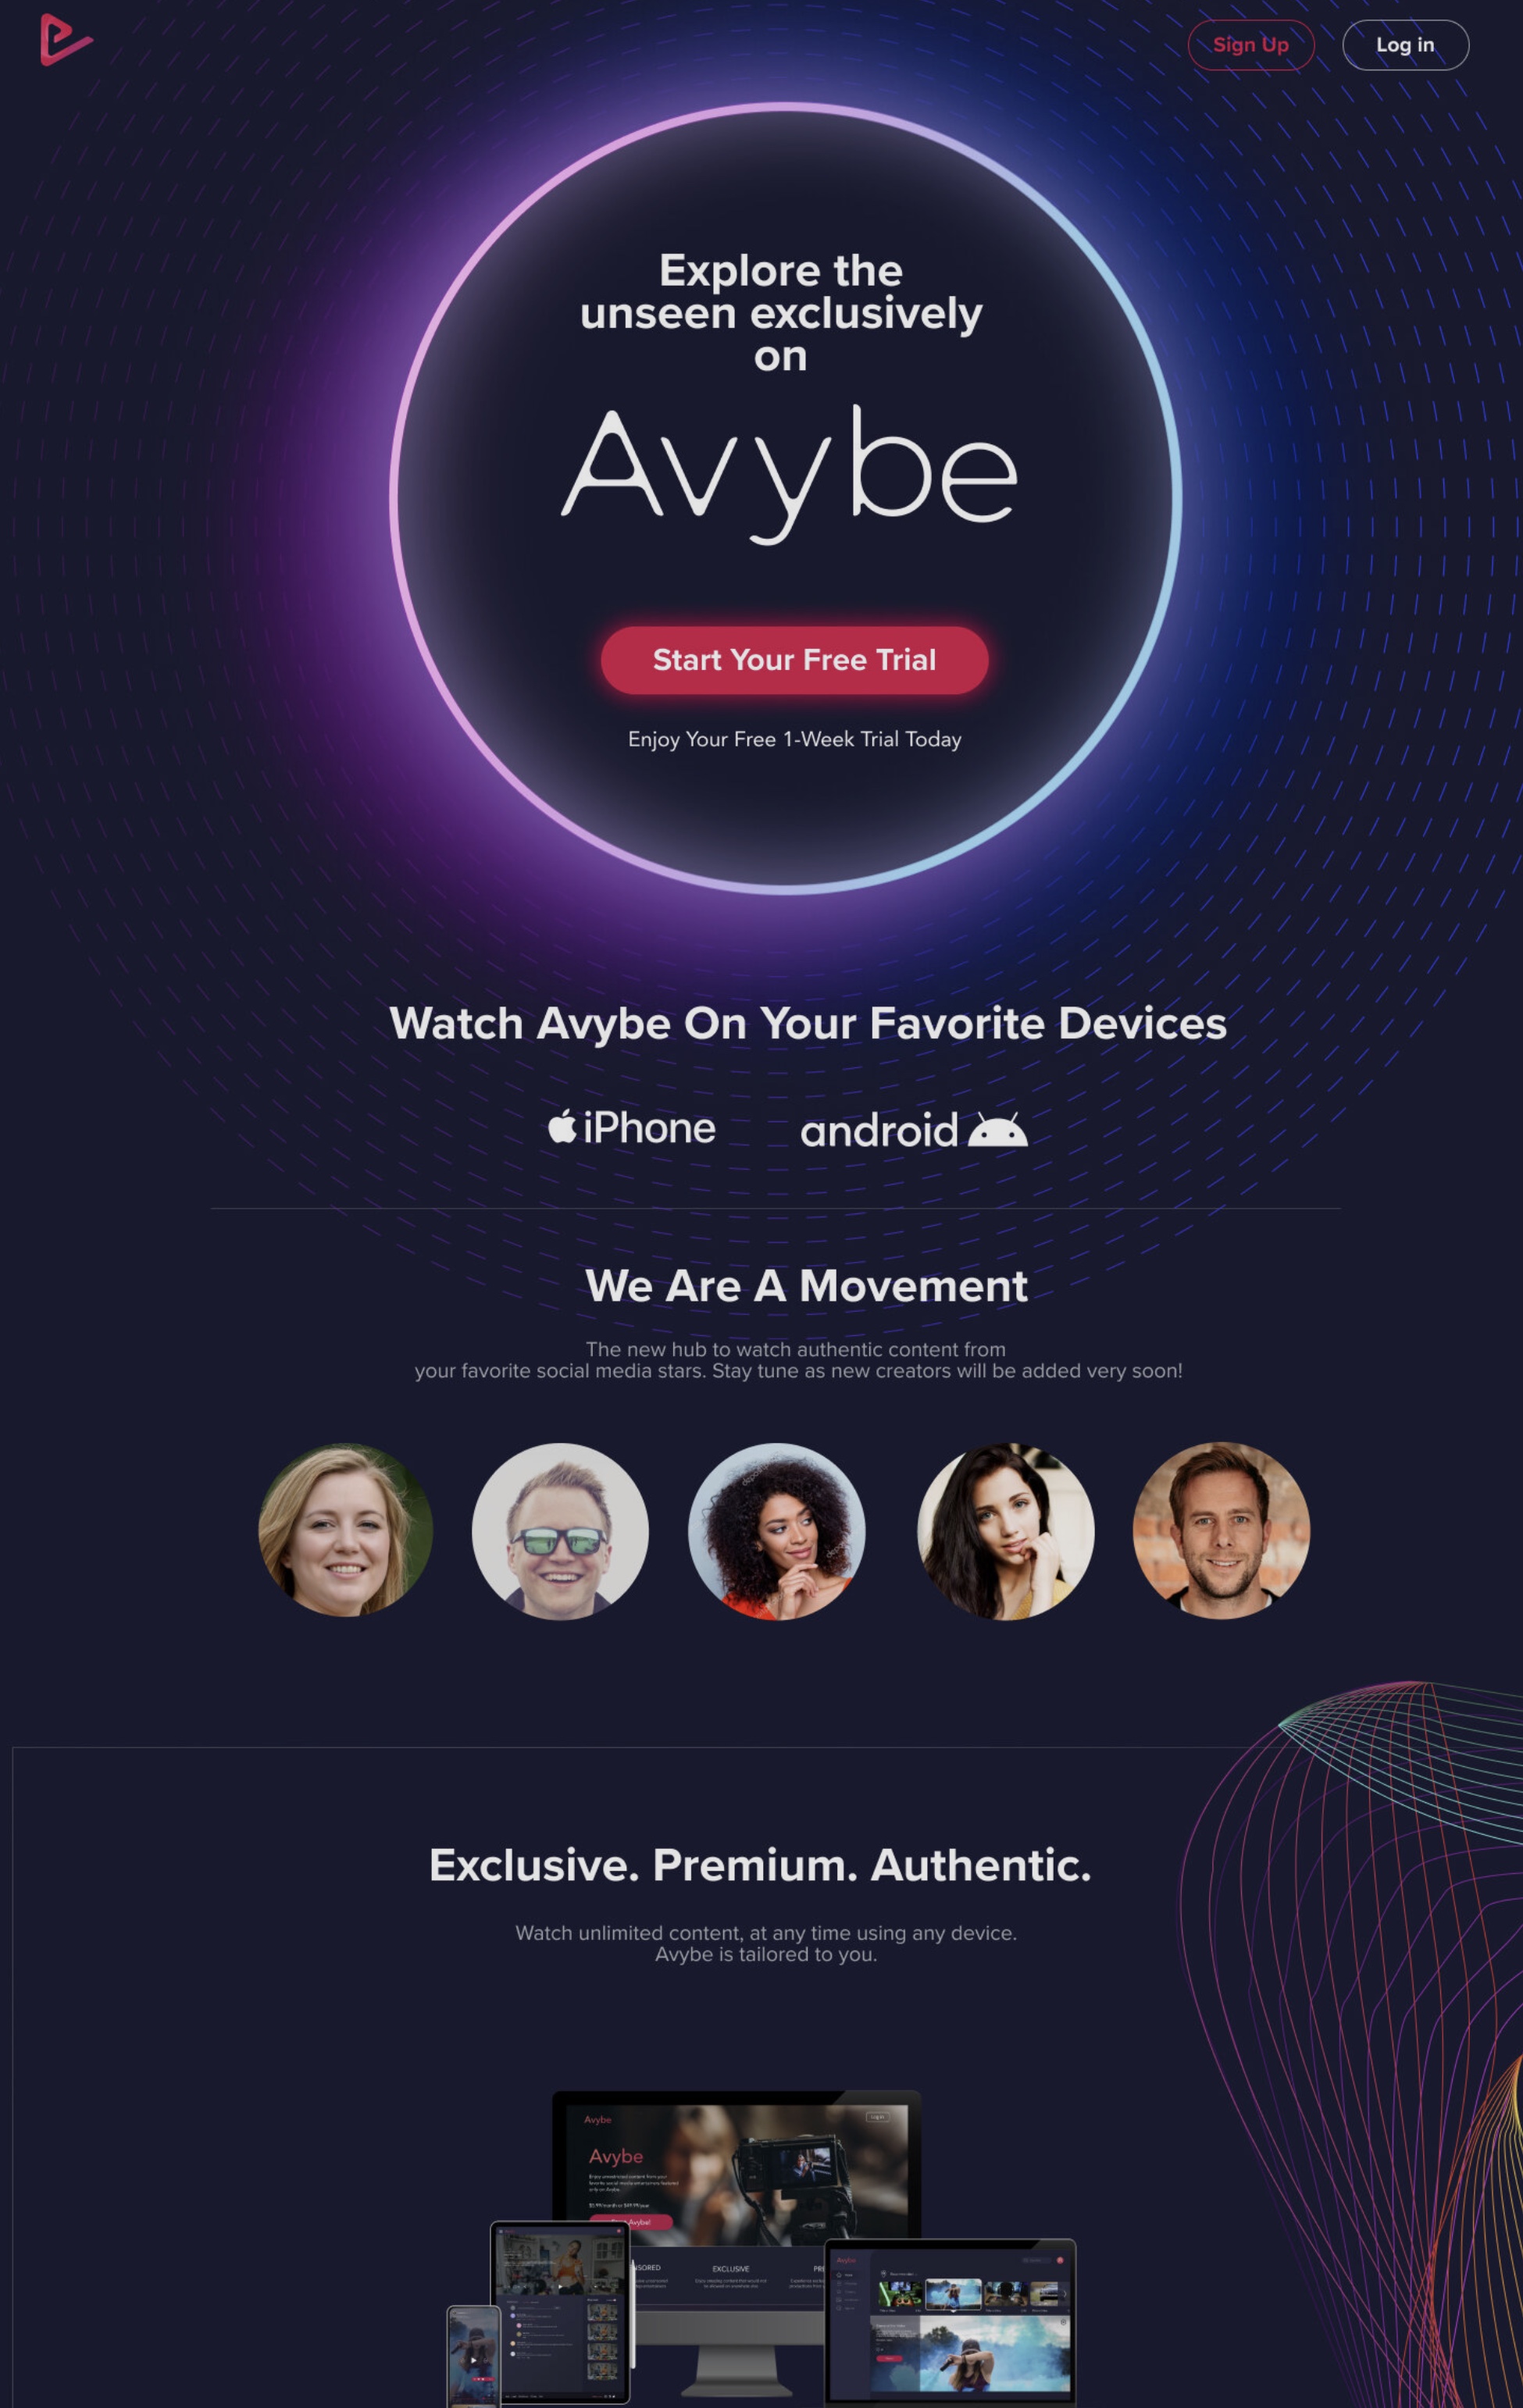 Sign Up
Log in
Explore the
unseen exclusively
on
Avybe
Start Your Free Trial
Enjoy Your Free 1-Week Trial Today
Watch Avybe On Your Favorite Devices
iPhone
android
We Are A Movement
The new hub to watch authentic content from
your favorite social media stars. Stay tune as new creators will be added very soon!
Exclusive. Premium. Authentic.
Watch unlimited content, at any time using any device.
Avybe is tailored to you.
Avybe
Log In
Avybe
Avybe!
EXCLUSIVE
Avybe